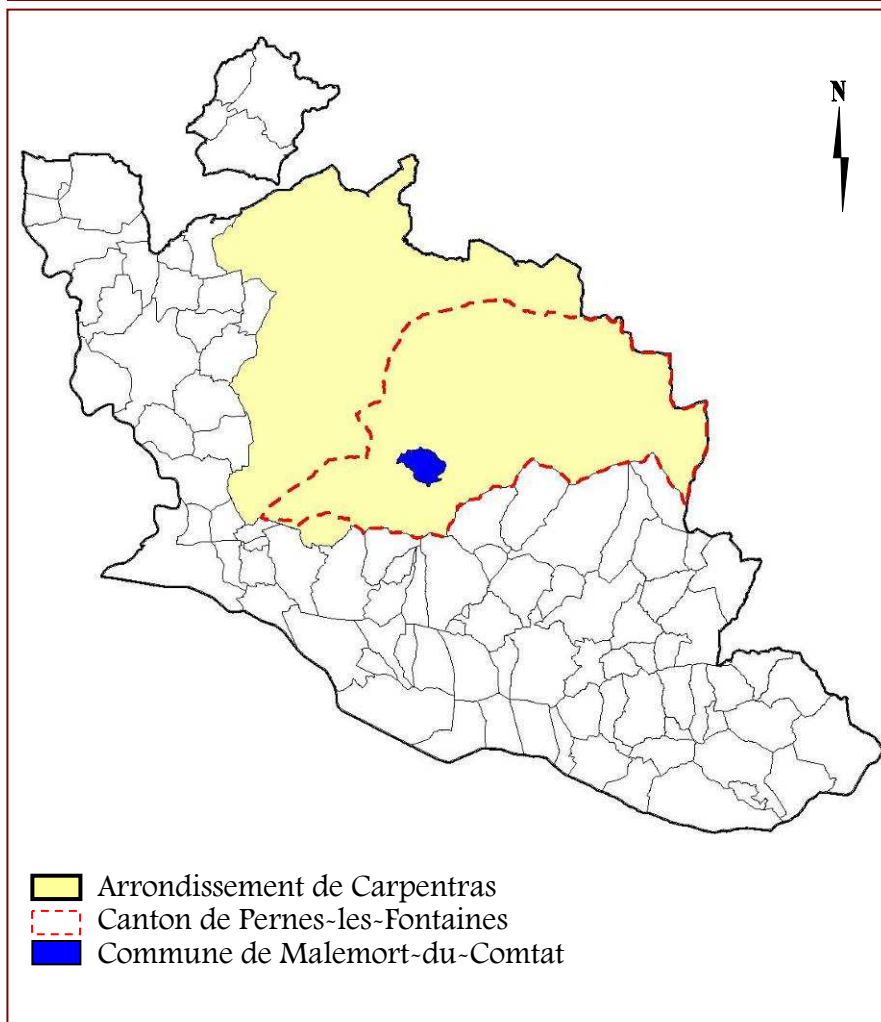 N
Arrondissement de Carpentras
Canton de Pernes-les-Fontaines
Commune de Malemort-du-Comtat